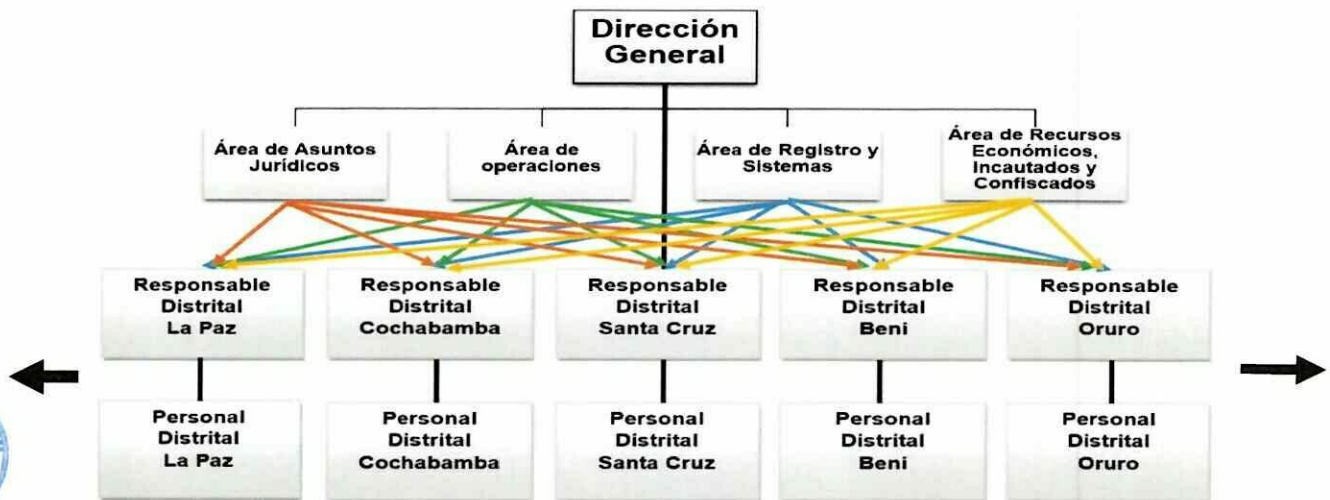 Dirección
General
Área de Asuntos
Jurídicos
Área de
operaciones
Área de Registro y
Sistemas
Área de Recursos
Económicos,
Incautados y
Confiscados
Responsable
Distrital
La Paz
Responsable
Distrital
Cochabamba
Responsable
Distrital
Santa Cruz
Responsable
Distrital
Beni
Responsable
Distrital
Oruro
Personal
Distrital
La Paz
Personal
Distrital
Cochabamba
Personal
Distrital
Santa Cruz
Personal
Distrital
Beni
Personal
Distrital
Oruro